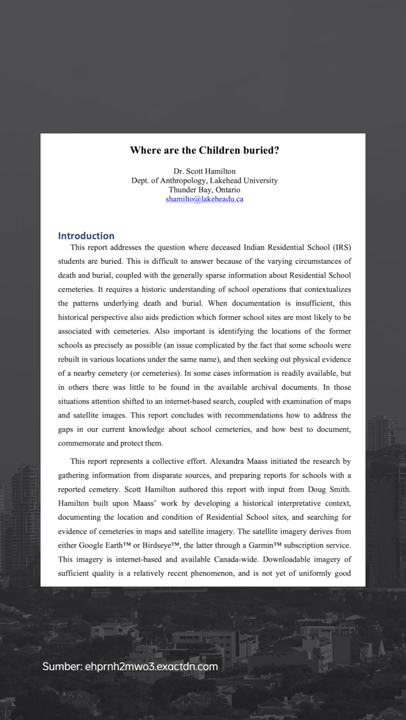 Where are the Children buried?
Dr. Scott Hamilton
Dept. of Anthropology, Lakehead University
Thunder Bay, Ontario
shamilto@lakeheadu.ca
Introduction
This report addresses the question where deceased Indian Residential School (IRS)
students are buried. This is difficult to answer because of the varying circumstances of
death and burial, coupled with the generally sparse information about Residential School
cemeteries. It requires a historic understanding of school operations that contextualizes
the patterns underlying death and burial. When documentation is insufficient, this
historical perspective also aids prediction which former school sites are most likely to be
associated with cemeteries. Also important is identifying the locations of the former
schools as precisely as possible (an issue complicated by the fact that some schools were
rebuilt in various locations under the same name), and then seeking out physical evidence
of a nearby cemetery (or cemeteries). In some cases information is readily available, but
in others there was little to be found in the available archival documents. In those
situations attention shifted to an internet-based search, coupled with examination of maps
and satellite images. This report concludes with recommendations how to address the
gaps in our current knowledge about school cemeteries, and how best to document,
commemorate and protect them.
This report represents a collective effort. Alexandra Maass initiated the research by
gathering information from disparate sources, and preparing reports for schools with a
reported cemetery. Scott Hamilton authored this report with input from Doug Smith.
Hamilton built upon Maass' work by developing a historical interpretative context,
documenting the location and condition of Residential School sites, and searching for
evidence of cemeteries in maps and satellite imagery. The satellite imagery derives from
either Google Earth™ or Birdseye™, the latter through a Garmin™ subscription service.
This imagery is internet-based and available Canada-wide. Downloadable imagery of
sufficient quality is a relatively recent phenomenon, and is not yet of uniformly good
Sumber: ehprnh2mwo3.exactdn.com